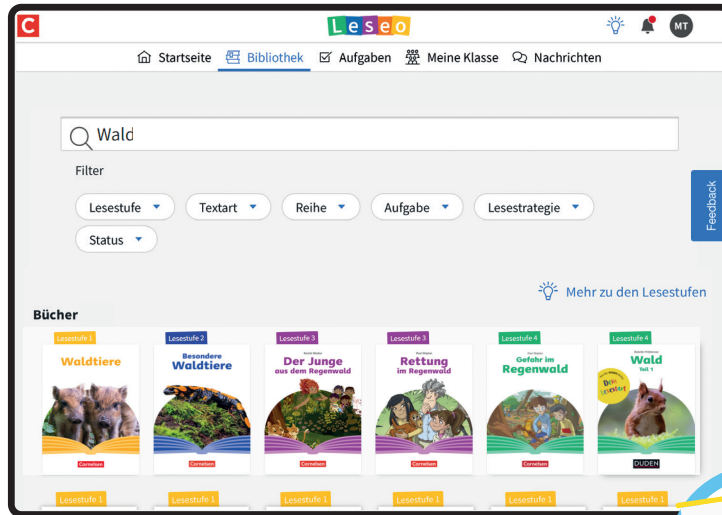 C
Leseo
MT
Startseite Bibliothek Aufgaben Meine Klasse Nachrichten
Wald
Filter
Lesestufe Textart Reihe Aufgabe Lesestrategie
Status
Feedback
Mehr zu den Lesestufen
Bücher
Lesestufe 1
Waldtiere
Cornelsen
Lesestufe 2
Besondere
Waldtiere
Cornelsen
Lesestufe 3
Der Junge
aus dem Regenwald
Cornelsen
Lesestufe 3
Rettung
im Regenwald
Cornelsen
Lesestufe 4
Gefahr im
Regenwald
Cornelsen
Lesestufe 4
Wald
Teil 1
DUDEN
Lesestufe 1 Lesestufe 1 Lesestufe 1 Lesestufe 1 Lesestufe 1 Lesestufe 1